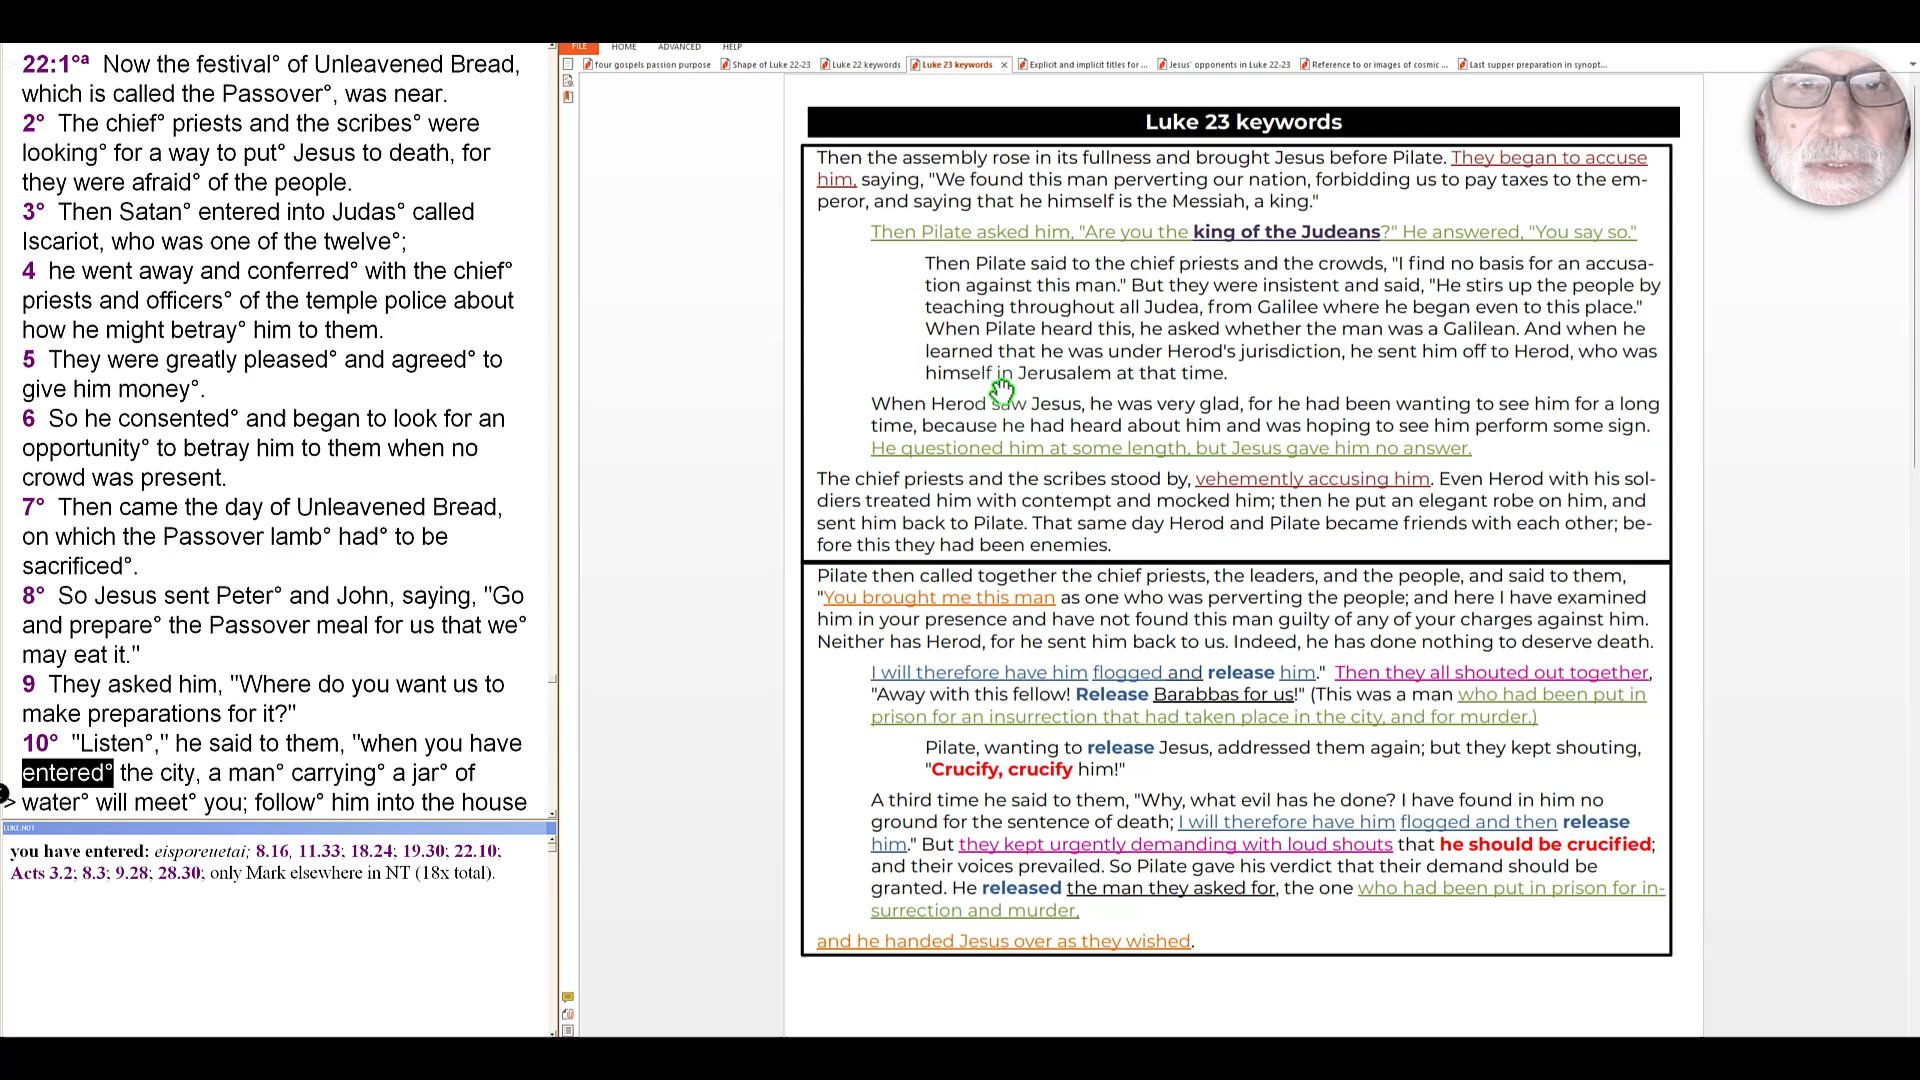 22:1°ª Now the festival° of Unleavened Bread,
which is called the Passover°, was near.
2° The chief° priests and the scribes° were
looking° for a way to put° Jesus to death, for
they were afraid° of the people.
3° Then Satan° entered into Judas° called
Iscariot, who was one of the twelve°;
4 he went away and conferred° with the chief°
priests and officers° of the temple police about
how he might betray° him to them.
5 They were greatly pleased° and agreed° to
give him money°.
6 So he consented° and began to look for an
opportunity° to betray him to them when no
crowd was present.
7° Then came the day of Unleavened Bread,
on which the Passover lamb° had° to be
sacrificed°.
8° So Jesus sent Peter° and John, saying, "Go
and prepare° the Passover meal for us that we°
may eat it."
9 They asked him, "Where do you want us to
make preparations for it?"
10° "Listen°," he said to them, "when you have
entered° the city, a man° carrying° a jar° of
water° will meet° you; follow° him into the house
LUKE.NOT
you have entered: eisporeuetai; 8.16, 11.33; 18.24; 19.30; 22.10;
Acts 3.2; 8.3; 9.28; 28.30; only Mark elsewhere in NT (18x total).
FILE HOME ADVANCED HELP
four gospels passion purpose Shape of Luke 22-23 Luke 22 keywords Luke 23 keywords × Explicit and implicit titles for ... Jesus' opponents in Luke 22-23 Reference to or images of cosmic ... Last supper preparation in synopt...
Luke 23 keywords
Then the assembly rose in its fullness and brought Jesus before Pilate. They began to accuse
him, saying, "We found this man perverting our nation, forbidding us to pay taxes to the em-
peror, and saying that he himself is the Messiah, a king."
Then Pilate asked him, "Are you the king of the Judeans?" He answered, "You say so."
Then Pilate said to the chief priests and the crowds, "I find no basis for an accusa-
tion against this man." But they were insistent and said, "He stirs up the people by
teaching throughout all Judea, from Galilee where he began even to this place."
When Pilate heard this, he asked whether the man was a Galilean. And when he
learned that he was under Herod's jurisdiction, he sent him off to Herod, who was
himself in Jerusalem at that time.
When Herod saw Jesus, he was very glad, for he had been wanting to see him for a long
time, because he had heard about him and was hoping to see him perform some sign.
He questioned him at some length, but Jesus gave him no answer.
The chief priests and the scribes stood by, vehemently accusing him. Even Herod with his sol-
diers treated him with contempt and mocked him; then he put an elegant robe on him, and
sent him back to Pilate. That same day Herod and Pilate became friends with each other; be-
fore this they had been enemies.
Pilate then called together the chief priests, the leaders, and the people, and said to them,
"You brought me this man as one who was perverting the people; and here I have examined
him in your presence and have not found this man guilty of any of your charges against him.
Neither has Herod, for he sent him back to us. Indeed, he has done nothing to deserve death.
I will therefore have him flogged and release him." Then they all shouted out together,
"Away with this fellow! Release Barabbas for us!" (This was a man who had been put in
prison for an insurrection that had taken place in the city, and for murder.)
Pilate, wanting to release Jesus, addressed them again; but they kept shouting,
"Crucify, crucify him!"
A third time he said to them, "Why, what evil has he done? I have found in him no
ground for the sentence of death; I will therefore have him flogged and then release
him." But they kept urgently demanding with loud shouts that he should be crucified;
and their voices prevailed. So Pilate gave his verdict that their demand should be
granted. He released the man they asked for, the one who had been put in prison for in-
surrection and murder,
and he handed Jesus over as they wished.